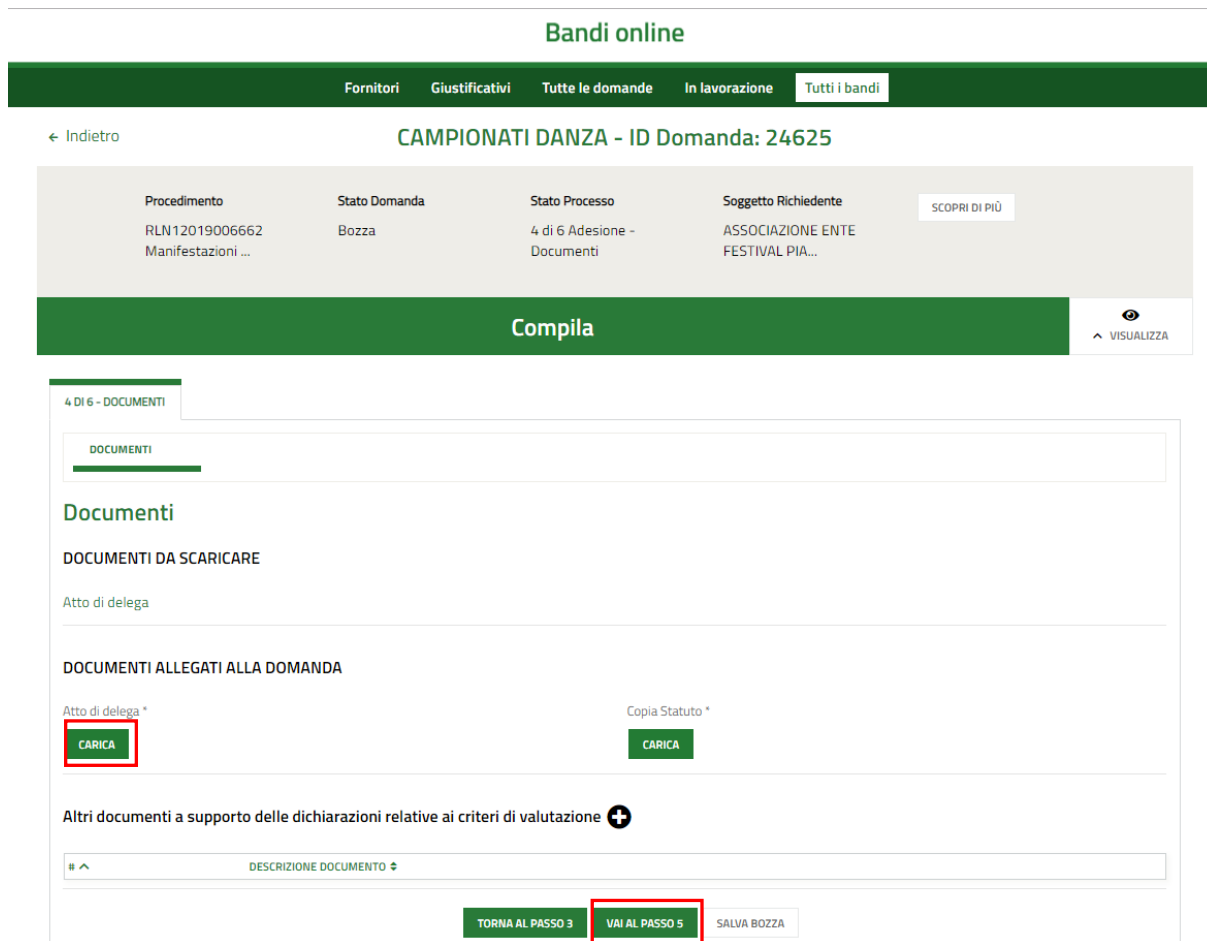 Bandi online
Fornitori Giustificativi Tutte le domande In lavorazione Tutti i bandi
← Indietro
CAMPIONATI DANZA - ID Domanda: 24625
Procedimento Stato Domanda Stato Processo Soggetto Richiedente SCOPRI DI PIÙ
RLN12019006662 Bozza 4 di 6 Adesione - ASSOCIAZIONE ENTE
Manifestazioni ... Documenti FESTIVAL PIA...
Compila
VISUALIZZA
4 DI 6 - DOCUMENTI
DOCUMENTI
Documenti
DOCUMENTI DA SCARICARE
Atto di delega
DOCUMENTI ALLEGATI ALLA DOMANDA
Atto di delega * Copia Statuto *
CARICA CARICA
Altri documenti a supporto delle dichiarazioni relative ai criteri di valutazione
# DESCRIZIONE DOCUMENTO
TORNA AL PASSO 3 VAI AL PASSO 5 SALVA BOZZA